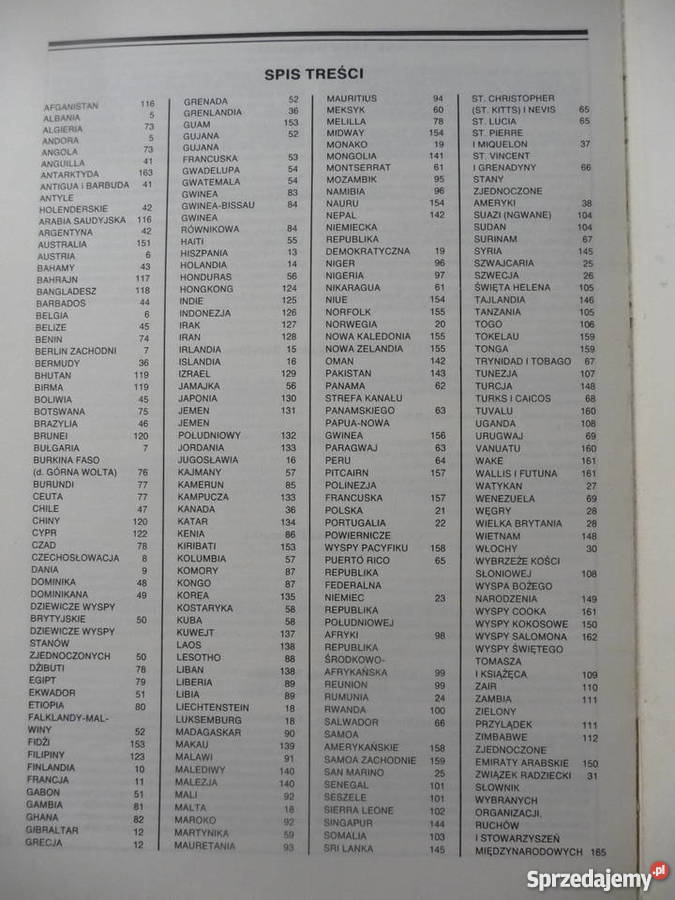 SPIS TREŚCI
AFGANISTAN 116
ALBANIA 5
ALGIERIA 73
ANDORA 5
ANGOLA 73
ANGUILLA 41
ANTARKTYDA 163
ANTIGUA i BARBUDA 41
ANTYLE
HOLENDERSKIE 42
ARABIA SAUDYJSKA 116
ARGENTYNA 42
AUSTRALIA 151
AUSTRIA 6
BAHAMY 43
BAHRAJN 117
BANGLADESZ 118
BARBADOS 44
BELGIA 6
BELIZE 45
BENIN 74
BERLIN ZACHODNI 7
BERMUDY 36
BHUTAN 119
BIRMA 119
BOLIWIA 45
BOTSWANA 75
BRAZYLIA 46
BRUNEI 120
BUŁGARIA 7
BURKINA FASO
(d. GÓRNA WOLTA) 76
BURUNDI 77
CEUTA 77
CHILE 47
CHINY 120
CYPR 122
CZAD 78
CZECHOSŁOWACJA 8
DANIA 9
DOMINIKA 48
DOMINIKANA 49
DZIEWICZE WYSPY
BRYTYJSKIE 50
DZIEWICZE WYSPY
STANÓW
ZJEDNOCZONYCH 50
DŻIBUTI 78
EGIPT 79
EKWADOR 51
ETIOPIA 80
FALKLANDY-MAL-
WINY 52
FIDŻI 153
FILIPINY 123
FINLANDIA 10
FRANCJA 11
GABON 51
GAMBIA 81
GHANA 82
GIBRALTAR 12
GRECJA 12
GRENADA 52
GRENLANDIA 36
GUAM 153
GUJANA 52
GUJANA
FRANCUSKA 53
GWADELUPA 54
GWATEMALA 54
GWINEA 83
GWINEA-BISSAU 84
GWINEA
RÓWNIKOWA 84
HAITI 55
HISZPANIA 13
HOLANDIA 14
HONDURAS 56
HONGKONG 124
INDIE 125
INDONEZJA 126
IRAK 127
IRAN 128
IRLANDIA 15
ISLANDIA 16
IZRAEL 129
JAMAJKA 56
JAPONIA 130
JEMEN 131
JEMEN
POŁUDNIOWY 132
JORDANIA 133
JUGOSŁAWIA 16
KAJMANY 57
KAMERUN 85
KAMPUCZA 133
KANADA 36
KATAR 134
KENIA 86
KIRIBATI 153
KOLUMBIA 57
KOMORY 87
KONGO 87
KOREA 135
KOSTARYKA 58
KUBA 58
KUWEJT 137
LAOS 138
LESOTHO 88
LIBAN 138
LIBERIA 89
LIBIA 89
LIECHTENSTEIN 18
LUKSEMBURG 18
MADAGASKAR 90
MAKAU 139
MALAWI 91
MALEDIWY 140
MALEZJA 140
MALI 92
MALTA 18
MAROKO 92
MARTYNIKA 59
MAURETANIA 93
MAURITIUS 94
MEKSYK 60
MELILLA 78
MIDWAY 154
MONAKO 19
MONGOLIA 141
MONTSERRAT 61
MOZAMBIK 95
NAMIBIA 96
NAURU 154
NEPAL 142
NIEMIECKA
REPUBLIKA
DEMOKRATYCZNA 19
NIGER 96
NIGERIA 97
NIKARAGUA 61
NIUE 154
NORFOLK 155
NORWEGIA 20
NOWA KALEDONIA 155
NOWA ZELANDIA 155
OMAN 142
PAKISTAN 143
PANAMA 62
STREFA KANAŁU
PANAMSKIEGO 63
PAPUA-NOWA
GWINEA 156
PARAGWAJ 63
PERU 64
PITCAIRN 157
POLINEZJA
FRANCUSKA 157
POLSKA 21
PORTUGALIA 22
POWIERNICZE
WYSPY PACYFIKU 158
PUERTO RICO 65
REPUBLIKA
FEDERALNA
NIEMIEC 23
REPUBLIKA
POŁUDNIOWEJ
AFRYKI 98
REPUBLIKA
ŚRODKOWO-
AFRYKAŃSKA 99
REUNION 99
RUMUNIA 24
RWANDA 100
SALWADOR 66
SAMOA
AMERYKAŃSKIE 158
SAMOA ZACHODNIE 159
SAN MARINO 25
SENEGAL 101
SESZELE 101
SIERRA LEONE 102
SINGAPUR 144
SOMALIA 103
SRI LANKA 145
ST. CHRISTOPHER
(ST. KITTS) I NEVIS 65
ST. LUCIA 65
ST. PIERRE
I MIQUELON 37
ST. VINCENT
I GRENADYNY 66
STANY
ZJEDNOCZONE
AMERYKI 38
SUAZI (NGWANE) 104
SUDAN 104
SURINAM 67
SYRIA 145
SZWAJCARIA 25
SZWECJA 26
ŚWIĘTA HELENA 105
TAJLANDIA 146
TANZANIA 105
TOGO 106
TOKELAU 159
TONGA 159
TRYNIDAD I TOBAGO 67
TUNEZJA 107
TURCJA 148
TURKS I CAICOS 68
TUVALU 160
UGANDA 108
URUGWAJ 69
VANUATU 160
WAKE 161
WALLIS I FUTUNA 161
WATYKAN 27
WENEZUELA 69
WĘGRY 28
WIELKA BRYTANIA 28
WIETNAM 148
WŁOCHY 30
WYBRZEŻE KOŚCI
SŁONIOWEJ 108
WYSPA BOŻEGO
NARODZENIA 149
WYSPY COOKA 161
WYSPY KOKOSOWE 150
WYSPY SALOMONA 162
WYSPY ŚWIĘTEGO
TOMASZA
I KSIĄŻĘCA 109
ZAIR 110
ZAMBIA 111
ZIELONY
PRZYLĄDEK 111
ZIMBABWE 112
ZJEDNOCZONE
EMIRATY ARABSKIE 150
ZWIĄZEK RADZIECKI 31
SŁOWNIK
WYBRANYCH
ORGANIZACJI,
RUCHÓW
I STOWARZYSZEŃ
MIĘDZYNARODOWYCH 165
Sprzedajemy.pl